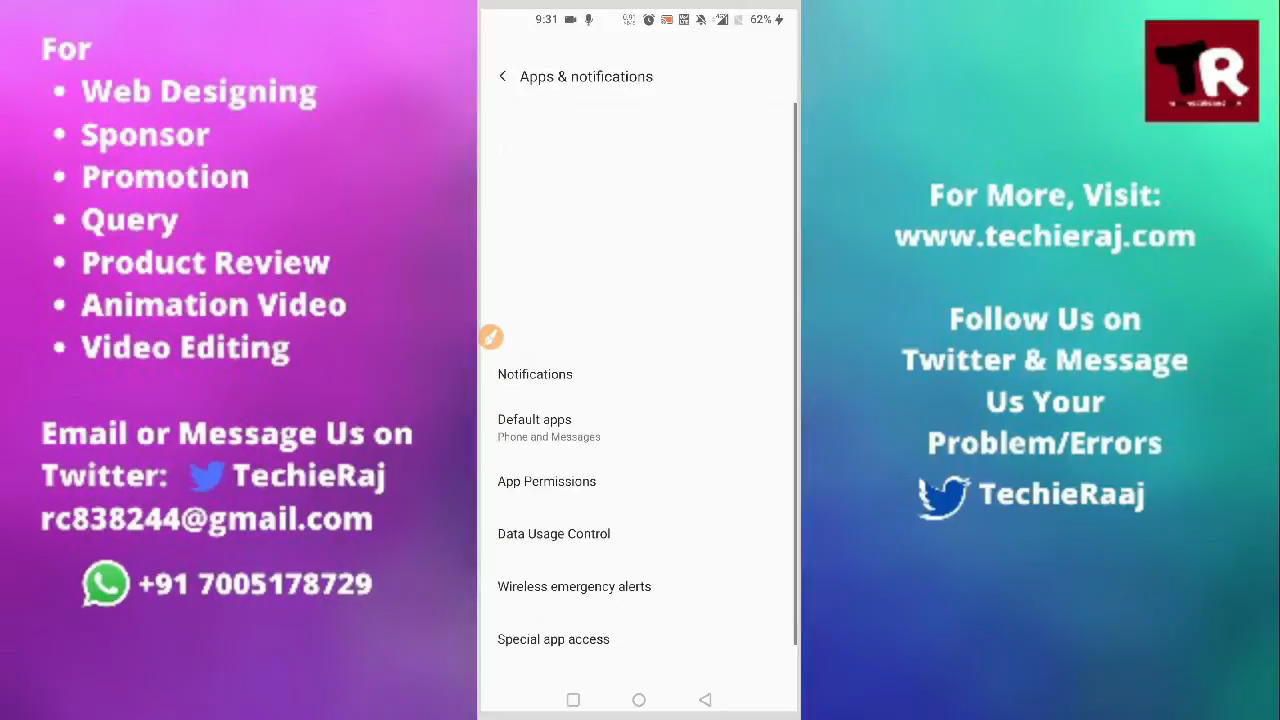 For
• Web Designing
• Sponsor
• Promotion
• Query
• Product Review
• Animation Video
• Video Editing
Email or Message Us on
Twitter: TechieRaj
rc838244@gmail.com
+91 7005178729
9:31
62%
Apps & notifications
Notifications
Default apps
Phone and Messages
App Permissions
Data Usage Control
Wireless emergency alerts
Special app access
TR
For More, Visit:
www.techieraj.com
Follow Us on
Twitter & Message
Us Your
Problem/Errors
TechieRaaj